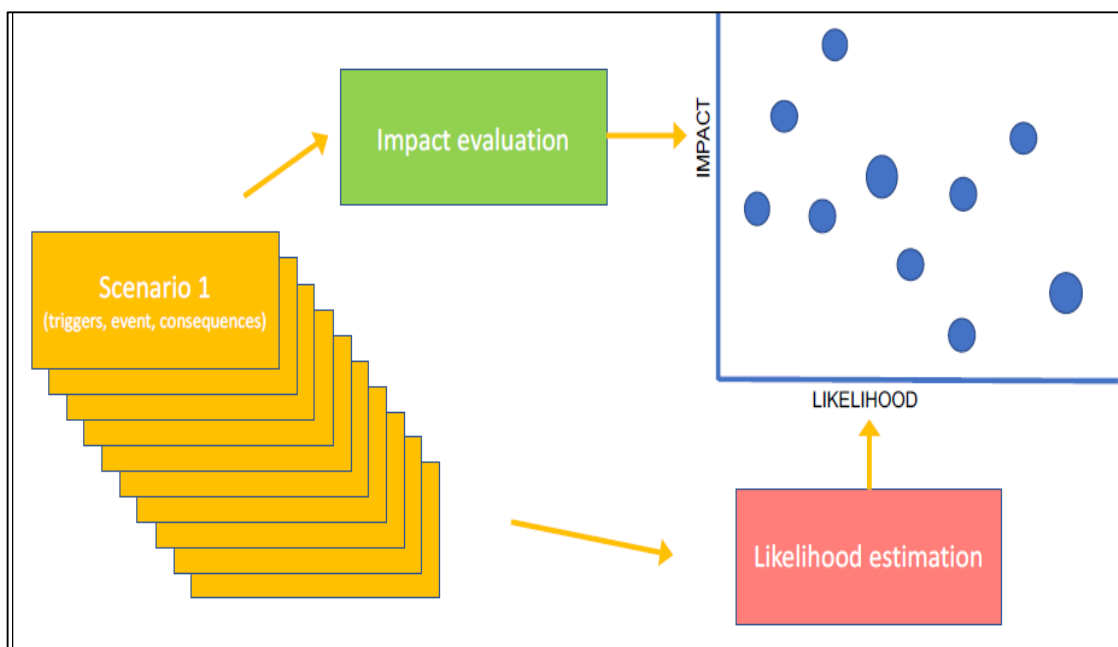 Impact evaluation
IMPACT
Scenario 1
(triggers, event, consequences)
LIKELIHOOD
Likelihood estimation